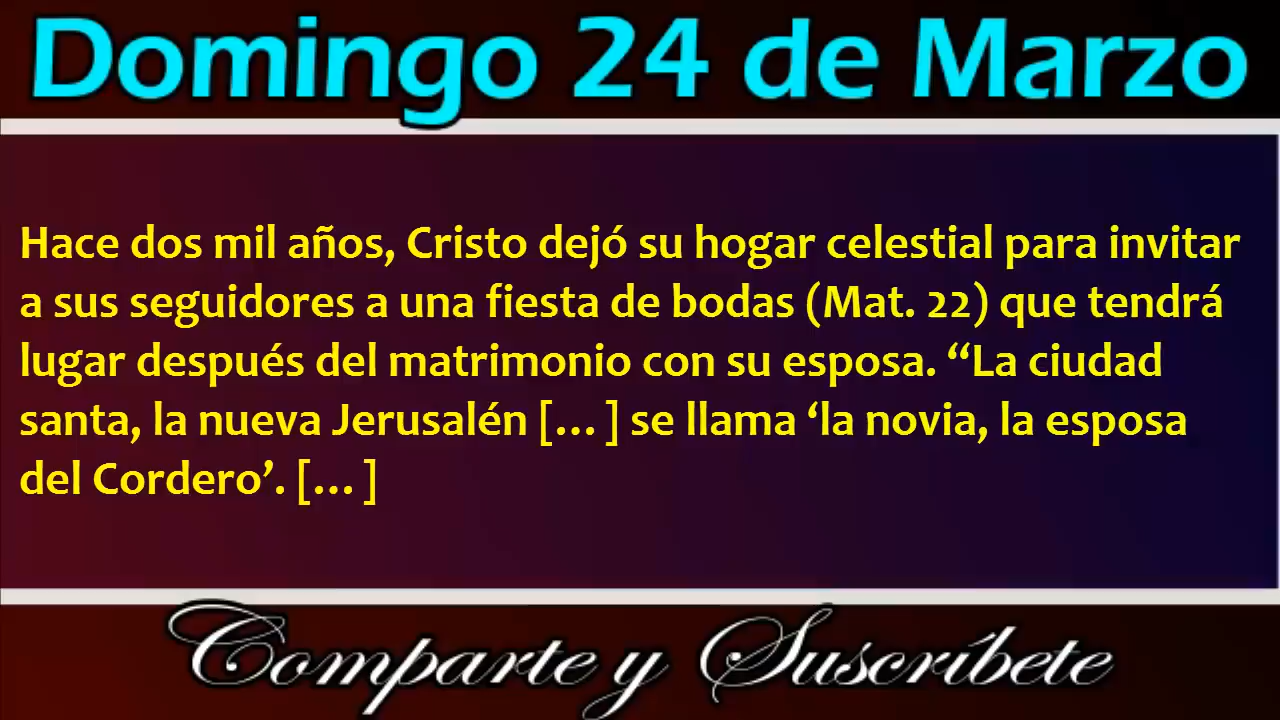 Domingo 24 de Marzo
Hace dos mil años, Cristo dejó su hogar celestial para invitar
a sus seguidores a una fiesta de bodas (Mat. 22) que tendrá
lugar después del matrimonio con su esposa. “La ciudad
santa, la nueva Jerusalén [...] se llama ‘la novia, la esposa
del Cordero’. [...]
Comparte y Suscríbete